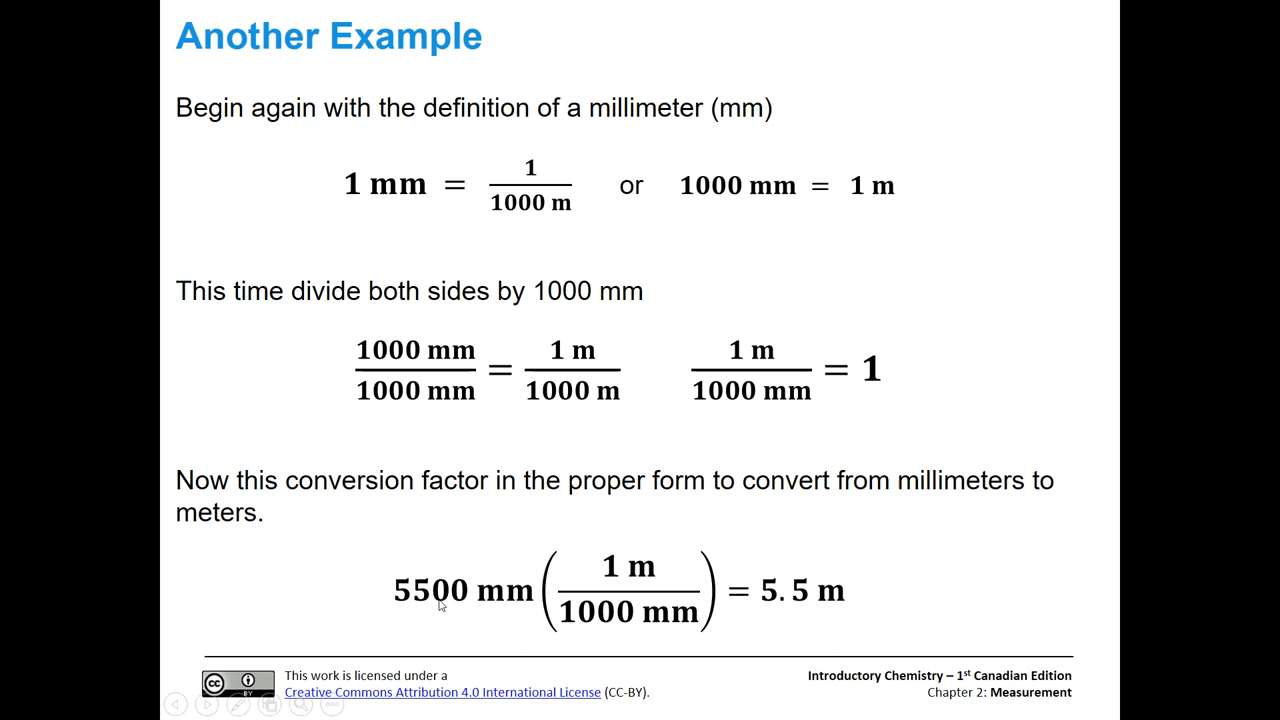 Another Example
Begin again with the definition of a millimeter (mm)
1 mm = 1/1000 m or 1000 mm = 1 m
This time divide both sides by 1000 mm
1000 mm/1000 mm = 1 m/1000 m 1 m/1000 mm = 1
Now this conversion factor in the proper form to convert from millimeters to
meters.
5500 mm (1 m/1000 mm) = 5.5 m
cc BY
This work is licensed under a
Creative Commons Attribution 4.0 International License (CC-BY).
Introductory Chemistry – 1st Canadian Edition
Chapter 2: Measurement